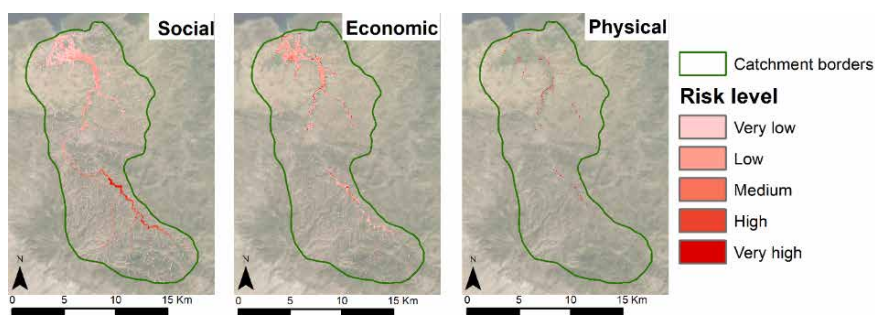 Social
Economic
Physical
Catchment borders
Risk level
Very low
Low
Medium
High
Very high
N
N
N
0 5 10 15 Km
0 5 10 15 Km
0 5 10 15 Km